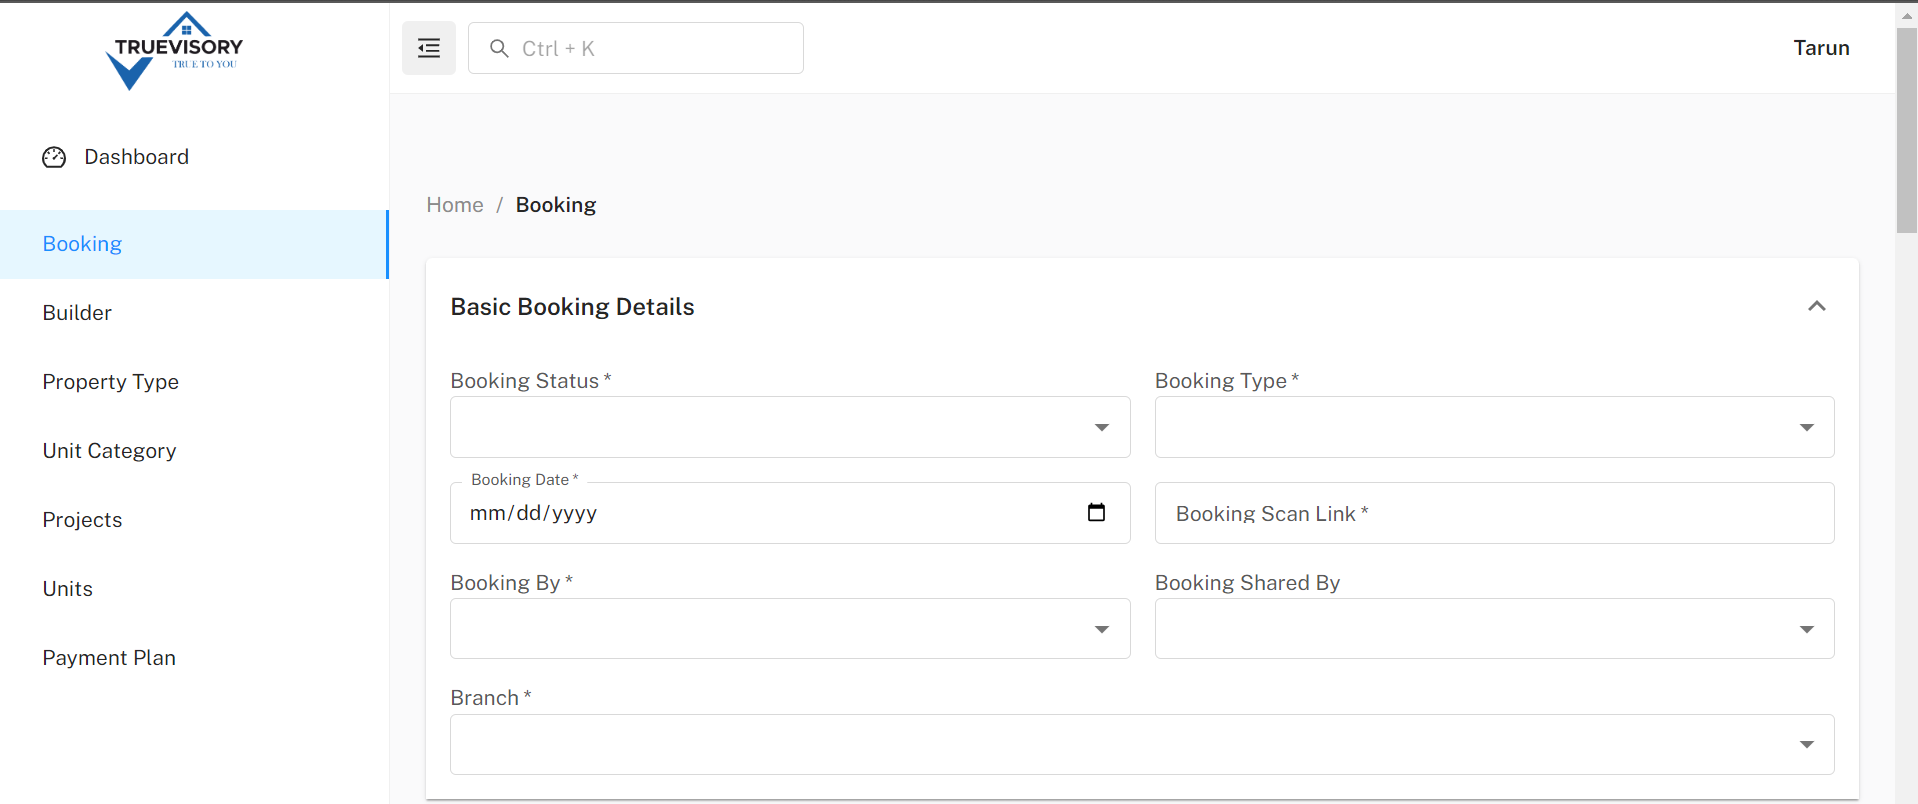 TRUEVISORY
TRUE TO YOU
Ctrl + K
Tarun
Dashboard
Booking
Builder
Property Type
Unit Category
Projects
Units
Payment Plan
Home / Booking
Basic Booking Details
Booking Status *
Booking Type *
Booking Date *
mm/dd/yyyy
Booking Scan Link *
Booking By *
Booking Shared By
Branch *